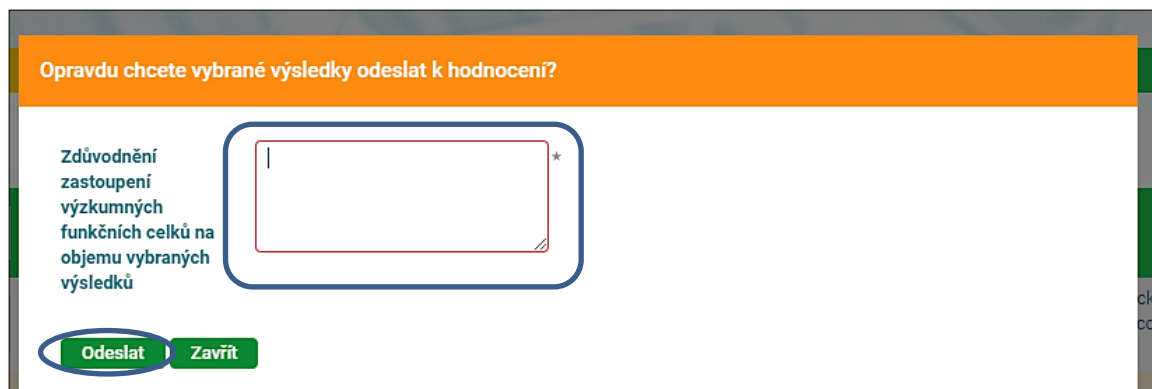 Opravdu chcete vybrané výsledky odeslat k hodnocení?
Zdůvodnění
zastoupení
výzkumných
funkčních celků na
objemu vybraných
výsledků
*
Odeslat
Zavřít